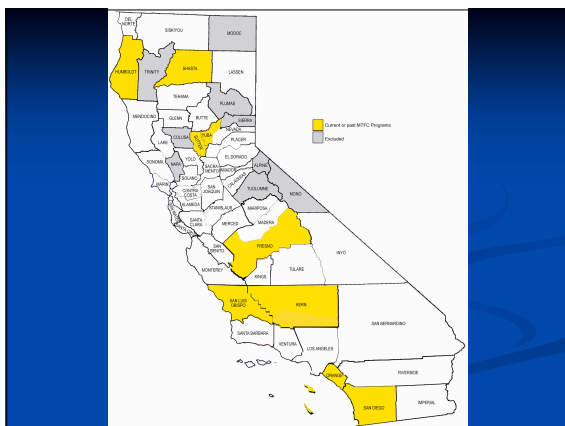 DEL
NORTE
SISKIYOU
MODOC
HUMBOLDT
TRINITY
SHASTA
LASSEN
TEHAMA
PLUMAS
MENDOCINO
GLENN
BUTTE
SIERRA
NEVADA
YUBA
SUTTER
COLUSA
LAKE
PLACER
Current or past MTFC Programs
Excluded
EL DORADO
YOLO
SONOMA
NAPA
SACRA-
MENTO
AMADOR
ALPINE
SOLANO
CALAVERAS
TUOLUMNE
MONO
MARIN
CONTRA
COSTA
SAN
JOAQUIN
ALAMEDA
STANISLAUS
MARIPOSA
SANTA
CLARA
MERCED
MADERA
SAN
BENITO
FRESNO
INYO
MONTEREY
KINGS
TULARE
SAN LUIS
OBISPO
KERN
SAN BERNARDINO
SANTA BARBARA
VENTURA
LOS ANGELES
ORANGE
RIVERSIDE
SAN DIEGO
IMPERIAL